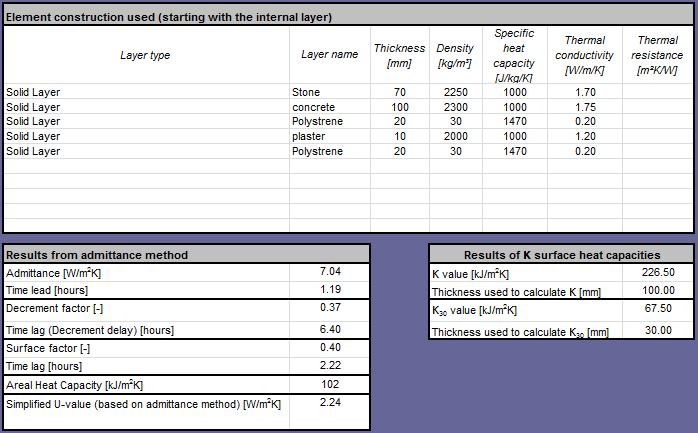 Element construction used (starting with the internal layer)
Layer type Layer name Thickness [mm] Density [kg/m³] Specific heat capacity [J/kg/K] Thermal conductivity [W/m/K] Thermal resistance [m²K/W]
Solid Layer Stone 70 2250 1000 1.70
Solid Layer concrete 100 2300 1000 1.75
Solid Layer Polystrene 20 30 1470 0.20
Solid Layer plaster 10 2000 1000 1.20
Solid Layer Polystrene 20 30 1470 0.20
Results from admittance method
Admittance [W/m²K] 7.04
Time lead [hours] 1.19
Decrement factor [-] 0.37
Time lag (Decrement delay) [hours] 6.40
Surface factor [-] 0.40
Time lag [hours] 2.22
Areal Heat Capacity [kJ/m²K] 102
Simplified U-value (based on admittance method) [W/m²K] 2.24
Results of K surface heat capacities
K value [kJ/m²K] 226.50
Thickness used to calculate K [mm] 100.00
K₃₀ value [kJ/m²K] 67.50
Thickness used to calculate K₃₀ [mm] 30.00